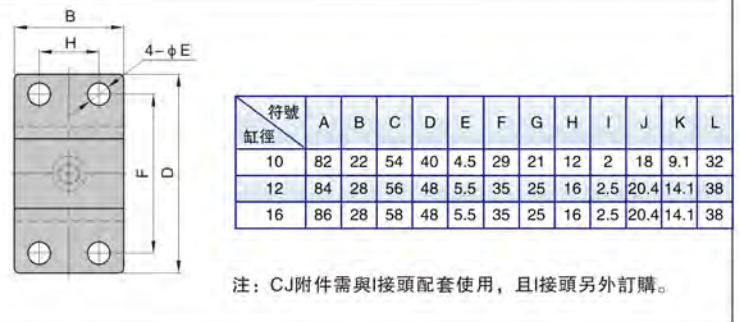 B
H
4-φE
F
D
符號 A B C D E F G H I J K L
缸徑
10 82 22 54 40 4.5 29 21 12 2 18 9.1 32
12 84 28 56 48 5.5 35 25 16 2.5 20.4 14.1 38
16 86 28 58 48 5.5 35 25 16 2.5 20.4 14.1 38
注：CJ附件需與I接頭配套使用，且I接頭另外訂購。